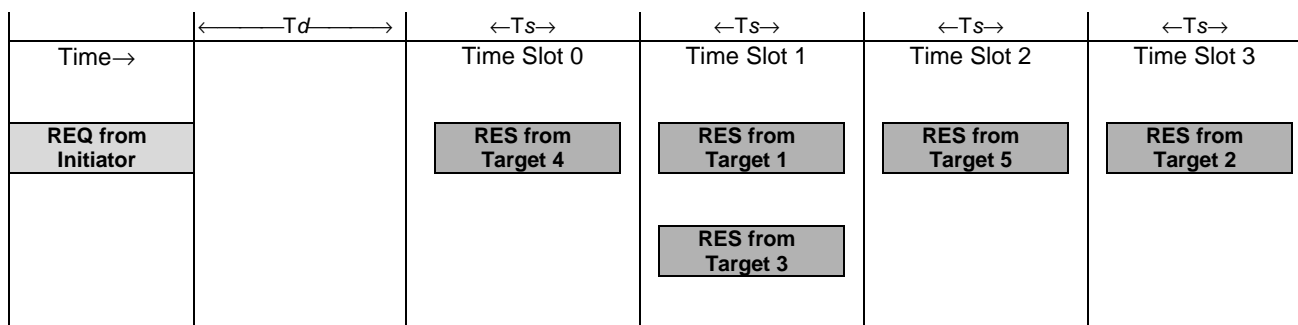 ←Td→ ←Ts→ ←Ts→ ←Ts→ ←Ts→
Time→ Time Slot 0 Time Slot 1 Time Slot 2 Time Slot 3
REQ from RES from RES from RES from RES from
Initiator Target 4 Target 1 Target 5 Target 2
RES from
Target 3